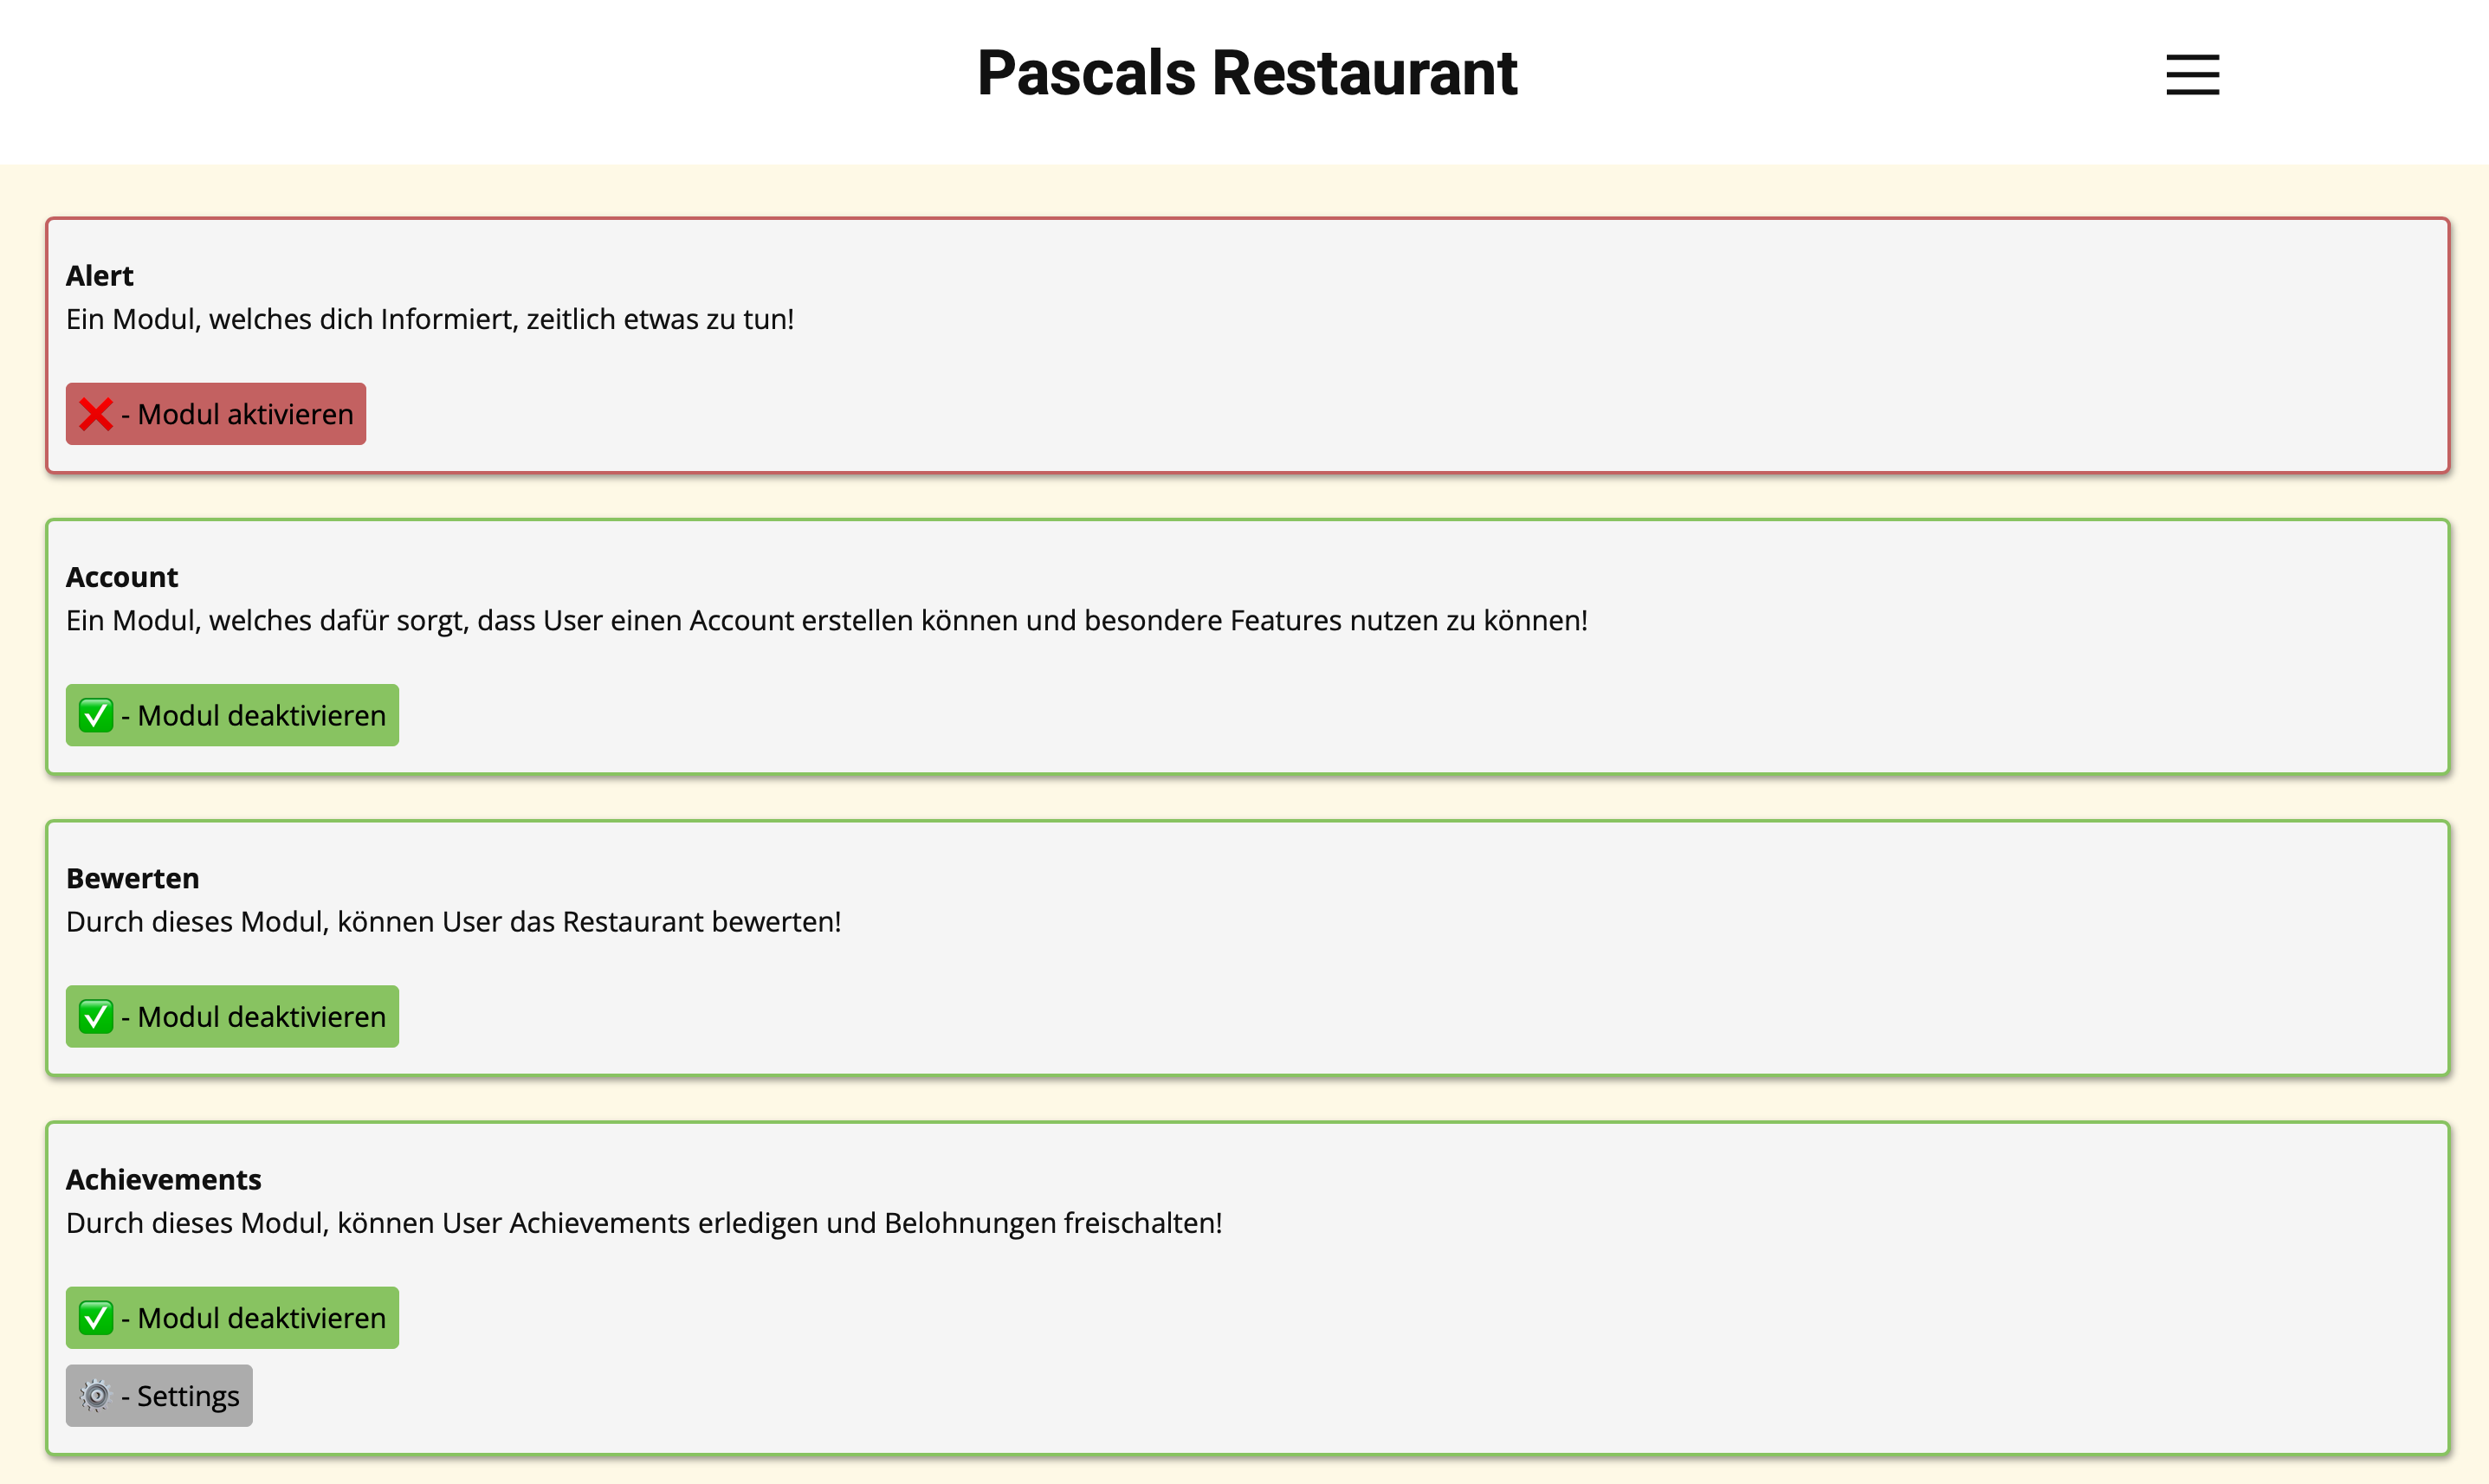 Pascals Restaurant
Alert
Ein Modul, welches dich Informiert, zeitlich etwas zu tun!
❌ - Modul aktivieren
Account
Ein Modul, welches dafür sorgt, dass User einen Account erstellen können und besondere Features nutzen zu können!
✅ - Modul deaktivieren
Bewerten
Durch dieses Modul, können User das Restaurant bewerten!
✅ - Modul deaktivieren
Achievements
Durch dieses Modul, können User Achievements erledigen und Belohnungen freischalten!
✅ - Modul deaktivieren
⚙️ - Settings